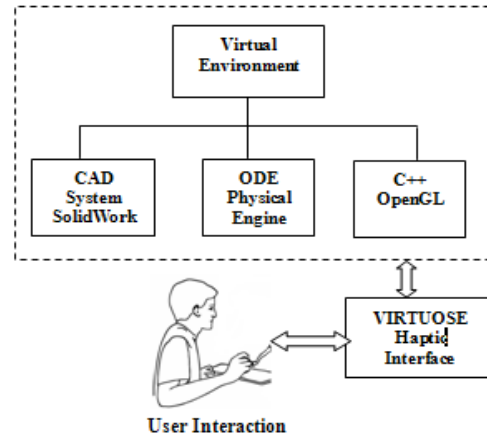 Virtual
Environment
CAD
System
SolidWork
ODE
Physical
Engine
C++
OpenGL
VIRTUOSE
Haptic
Interface
User Interaction